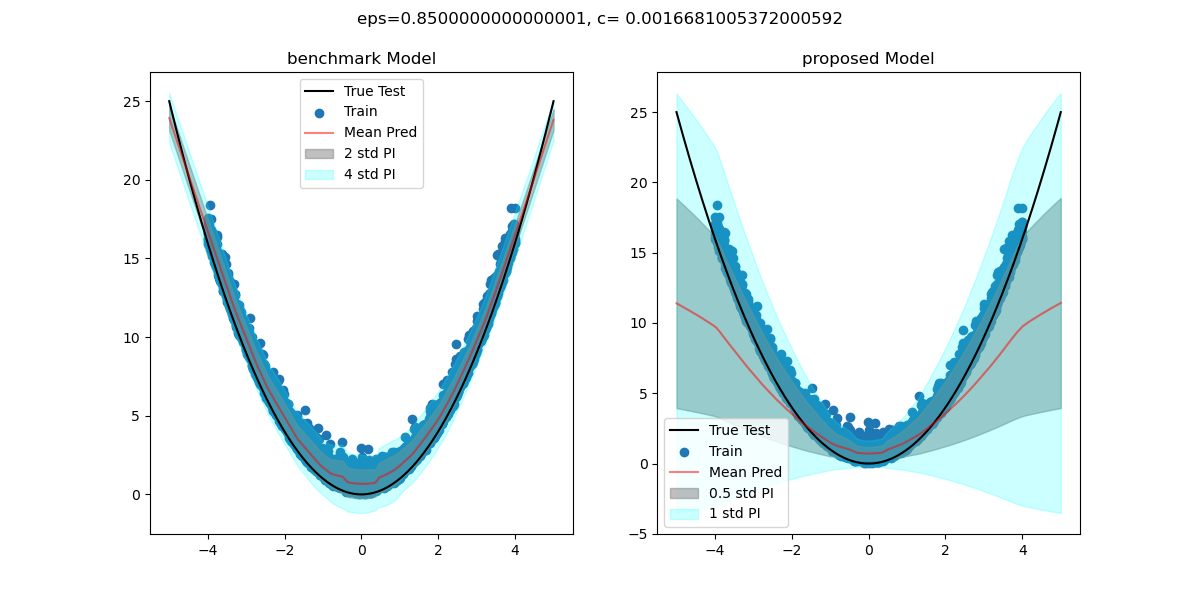 eps=0.8500000000000001, c= 0.0016681005372000592
benchmark Model
proposed Model
True Test
Train
Mean Pred
2 std PI
4 std PI
25
20
15
10
5
0
−4
−2
0
2
4
True Test
Train
Mean Pred
0.5 std PI
1 std PI
25
20
15
10
5
0
−5
−4
−2
0
2
4